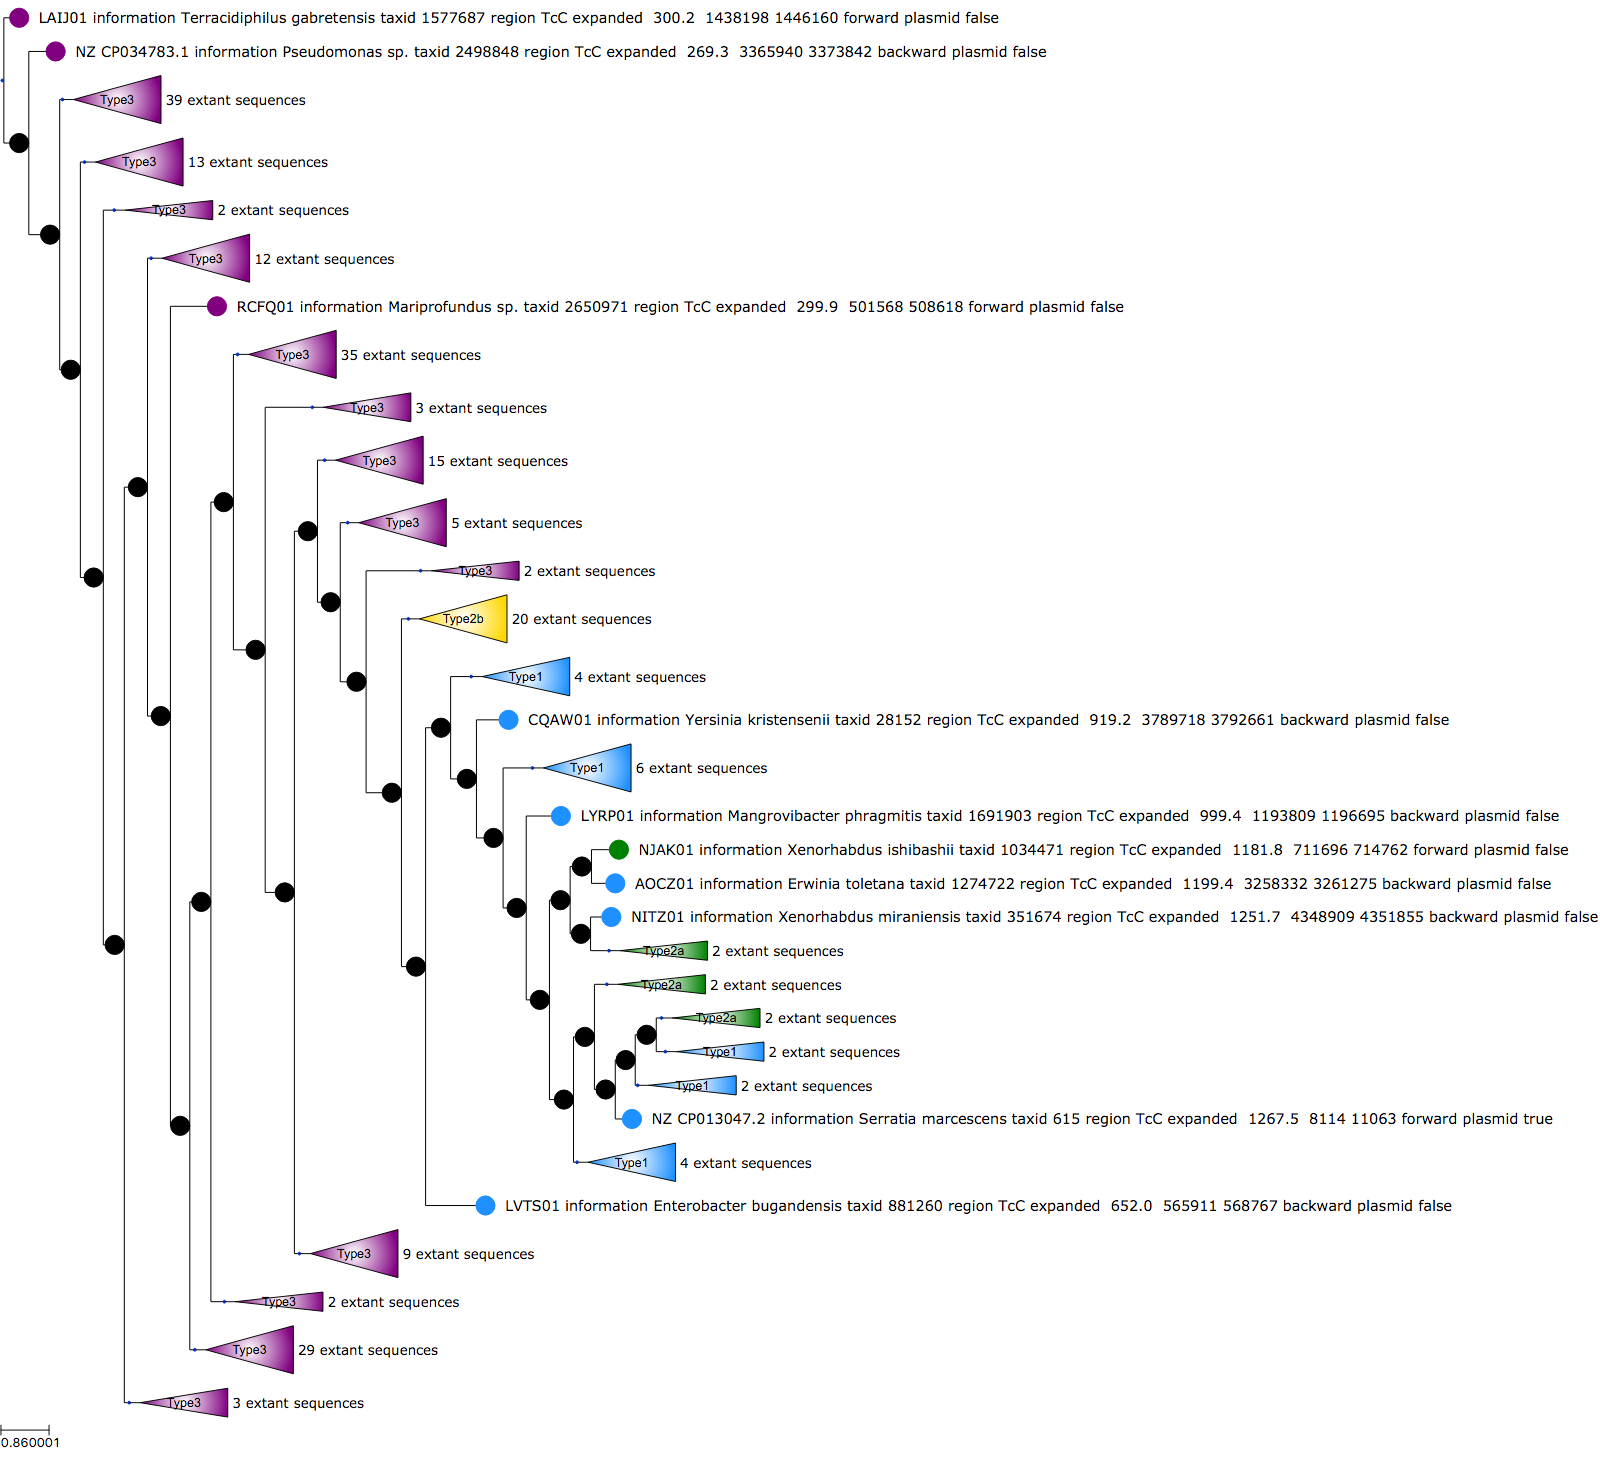 LAIJ01 information Terracidiphilus gabretensis taxid 1577687 region TcC expanded 300.2 1438198 1446160 forward plasmid false
NZ CP034783.1 information Pseudomonas sp. taxid 2498848 region TcC expanded 269.3 3365940 3373842 backward plasmid false
Type3 39 extant sequences
Type3 13 extant sequences
Type3 2 extant sequences
Type3 12 extant sequences
RCFQ01 information Mariprofundus sp. taxid 2650971 region TcC expanded 299.9 501568 508618 forward plasmid false
Type3 35 extant sequences
Type3 3 extant sequences
Type3 15 extant sequences
Type3 5 extant sequences
Type3 2 extant sequences
Type2b 20 extant sequences
Type1 4 extant sequences
CQAW01 information Yersinia kristensenii taxid 28152 region TcC expanded 919.2 3789718 3792661 backward plasmid false
Type1 6 extant sequences
LYRP01 information Mangrovibacter phragmitis taxid 1691903 region TcC expanded 999.4 1193809 1196695 backward plasmid false
NJAK01 information Xenorhabdus ishibashii taxid 1034471 region TcC expanded 1181.8 711696 714762 forward plasmid false
AOCZ01 information Erwinia toletana taxid 1274722 region TcC expanded 1199.4 3258332 3261275 backward plasmid false
NITZ01 information Xenorhabdus miraniensis taxid 351674 region TcC expanded 1251.7 4348909 4351855 backward plasmid false
Type2a 2 extant sequences
Type2a 2 extant sequences
Type2a 2 extant sequences
Type1 2 extant sequences
Type1 2 extant sequences
NZ CP013047.2 information Serratia marcescens taxid 615 region TcC expanded 1267.5 8114 11063 forward plasmid true
Type1 4 extant sequences
LVTS01 information Enterobacter bugandensis taxid 881260 region TcC expanded 652.0 565911 568767 backward plasmid false
Type3 9 extant sequences
Type3 2 extant sequences
Type3 29 extant sequences
Type3 3 extant sequences
0.860001